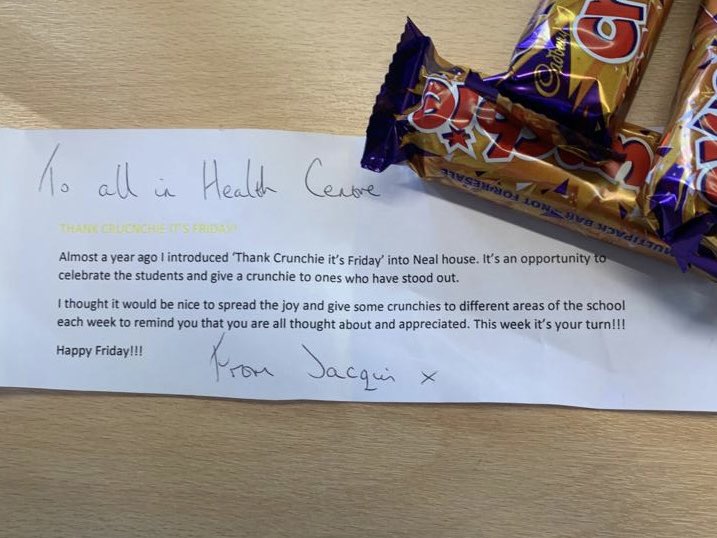 Cadbury
Crunchie
MULTIPACK BAR *NOT FOR RESALE
To all in Health Centre
THANK CRUCNCHIE IT'S FRIDAY!
Almost a year ago I introduced 'Thank Crunchie it's Friday' into Neal house. It's an opportunity to
celebrate the students and give a crunchie to ones who have stood out.
I thought it would be nice to spread the joy and give some crunchies to different areas of the school
each week to remind you that you are all thought about and appreciated. This week it's your turn!!!
Happy Friday!!!
From Jacqui x